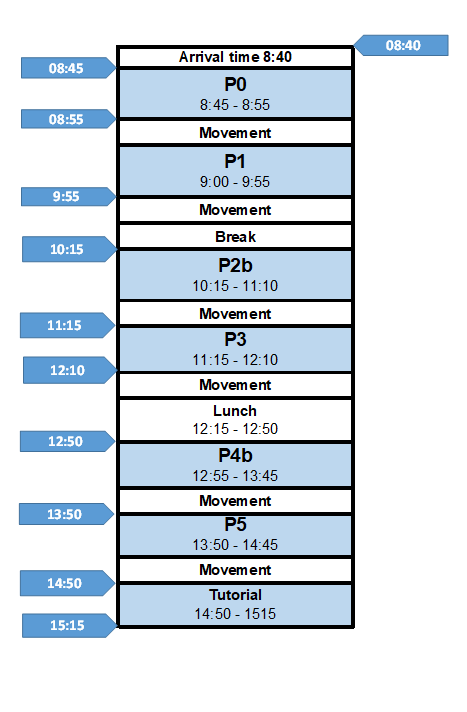 08:40
Arrival time 8:40
08:45
P0
8:45 - 8:55
08:55
Movement
P1
9:00 - 9:55
9:55
Movement
Break
10:15
P2b
10:15 - 11:10
Movement
11:15
P3
11:15 - 12:10
12:10
Movement
Lunch
12:15 - 12:50
12:50
P4b
12:55 - 13:45
Movement
13:50
P5
13:50 - 14:45
Movement
14:50
Tutorial
14:50 - 1515
15:15